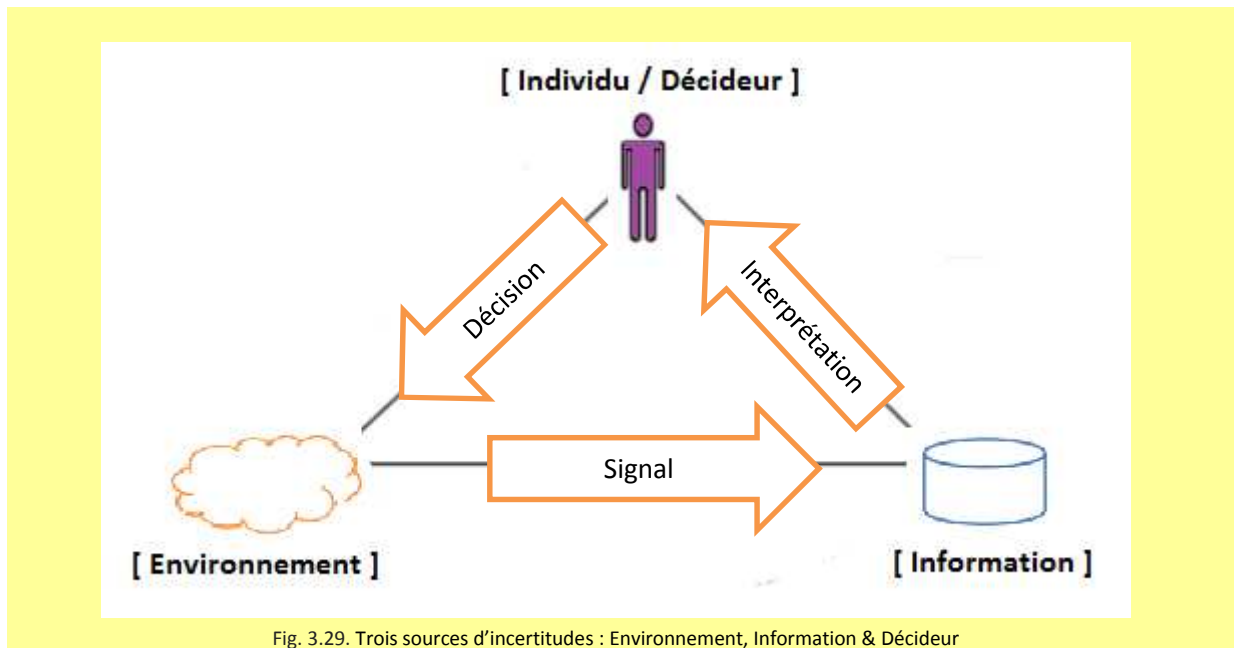 [ Individu / Décideur ]
Décision
Interprétation
Signal
[ Environnement ]
[ Information ]
Fig. 3.29. Trois sources d’incertitudes : Environnement, Information & Décideur